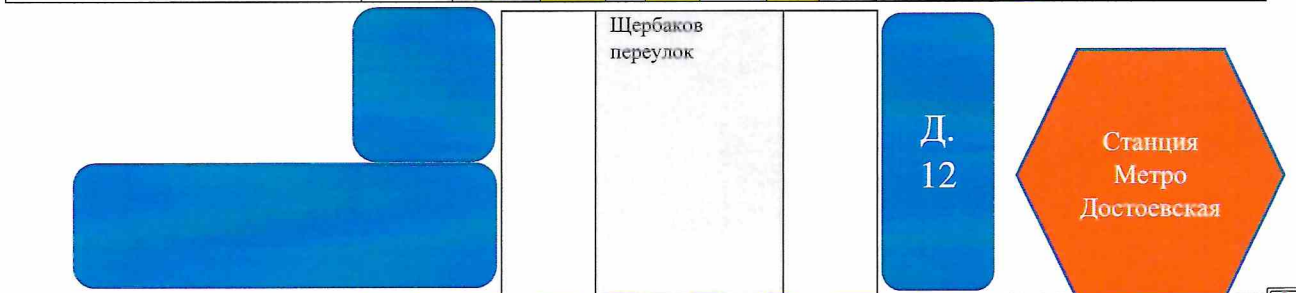 Щербаков
переулок
Д.
12
Станция
Метро
Достоевская